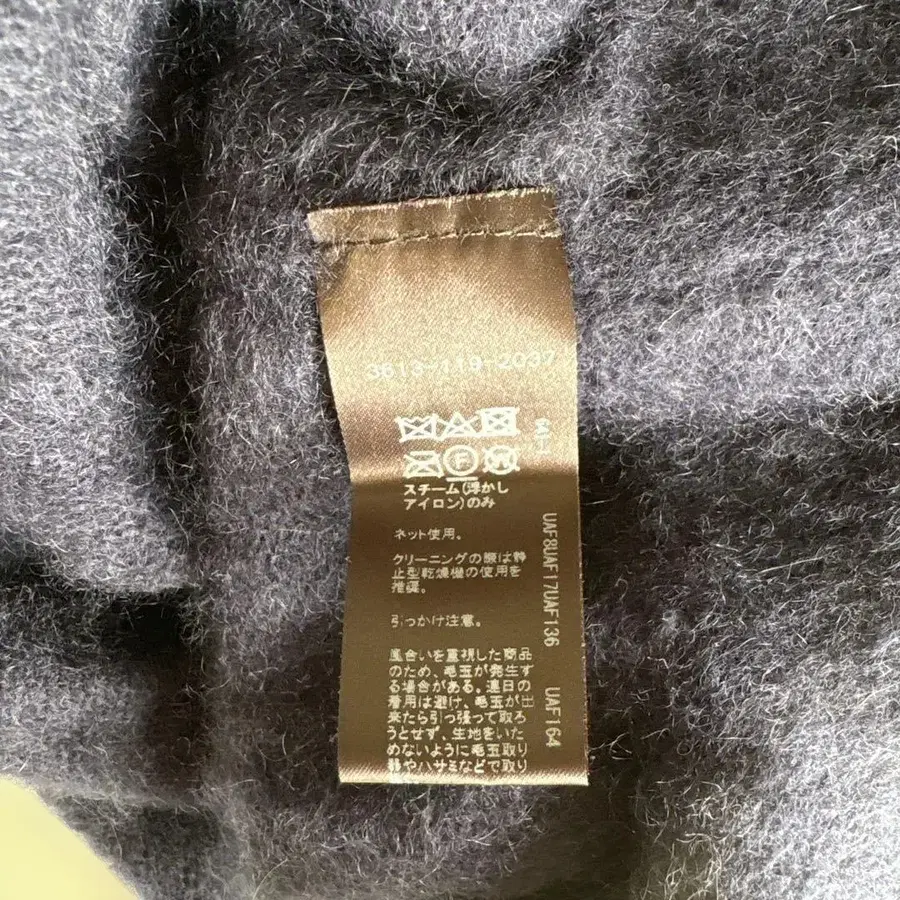 3613-119-2037
F W
スチーム(浮かし
アイロン)のみ
ネット使用。
クリーニングの際は静
止型乾燥機の使用を
推奨。
引っかけ注意。
風合いを重視した商品
のため、毛玉が発生す
る場合がある。連日の
着用は避け、毛玉が出
来たら引っ張って取ろ
うとせず、生地をいた
めないように毛玉取り
器やハサミなどで取り
UAF8UAF17UAF136
UAF164